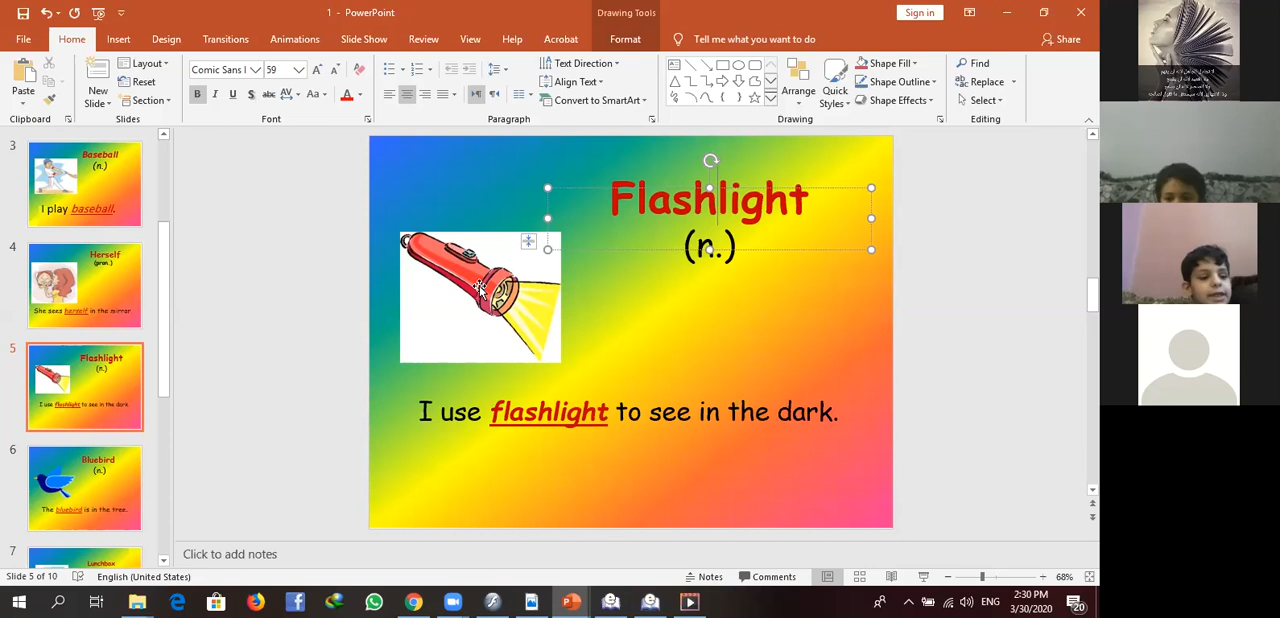 1 - PowerPoint
Drawing Tools
Sign in
File
Home
Insert
Design
Transitions
Animations
Slide Show
Review
View
Help
Acrobat
Format
Tell me what you want to do
Share
Paste
New
Slide
Layout
Reset
Section
Comic Sans I
59
B I U S abc AV Aa A
Text Direction
Align Text
Convert to SmartArt
Arrange
Quick
Styles
Shape Fill
Shape Outline
Shape Effects
Find
Replace
Select
Clipboard
Slides
Font
Paragraph
Drawing
Editing
3
Baseball
(n.)
I play baseball.
4
Herself
(pron.)
She sees herself in the mirror.
5
Flashlight
(n.)
I use flashlight to see in the dark.
6
Bluebird
(n.)
The bluebird is in the tree.
7
Lunchbox
Flashlight
(n.)
I use flashlight to see in the dark.
Click to add notes
Slide 5 of 10
English (United States)
Notes
Comments
68%
ENG
2:30 PM
3/30/2020
20